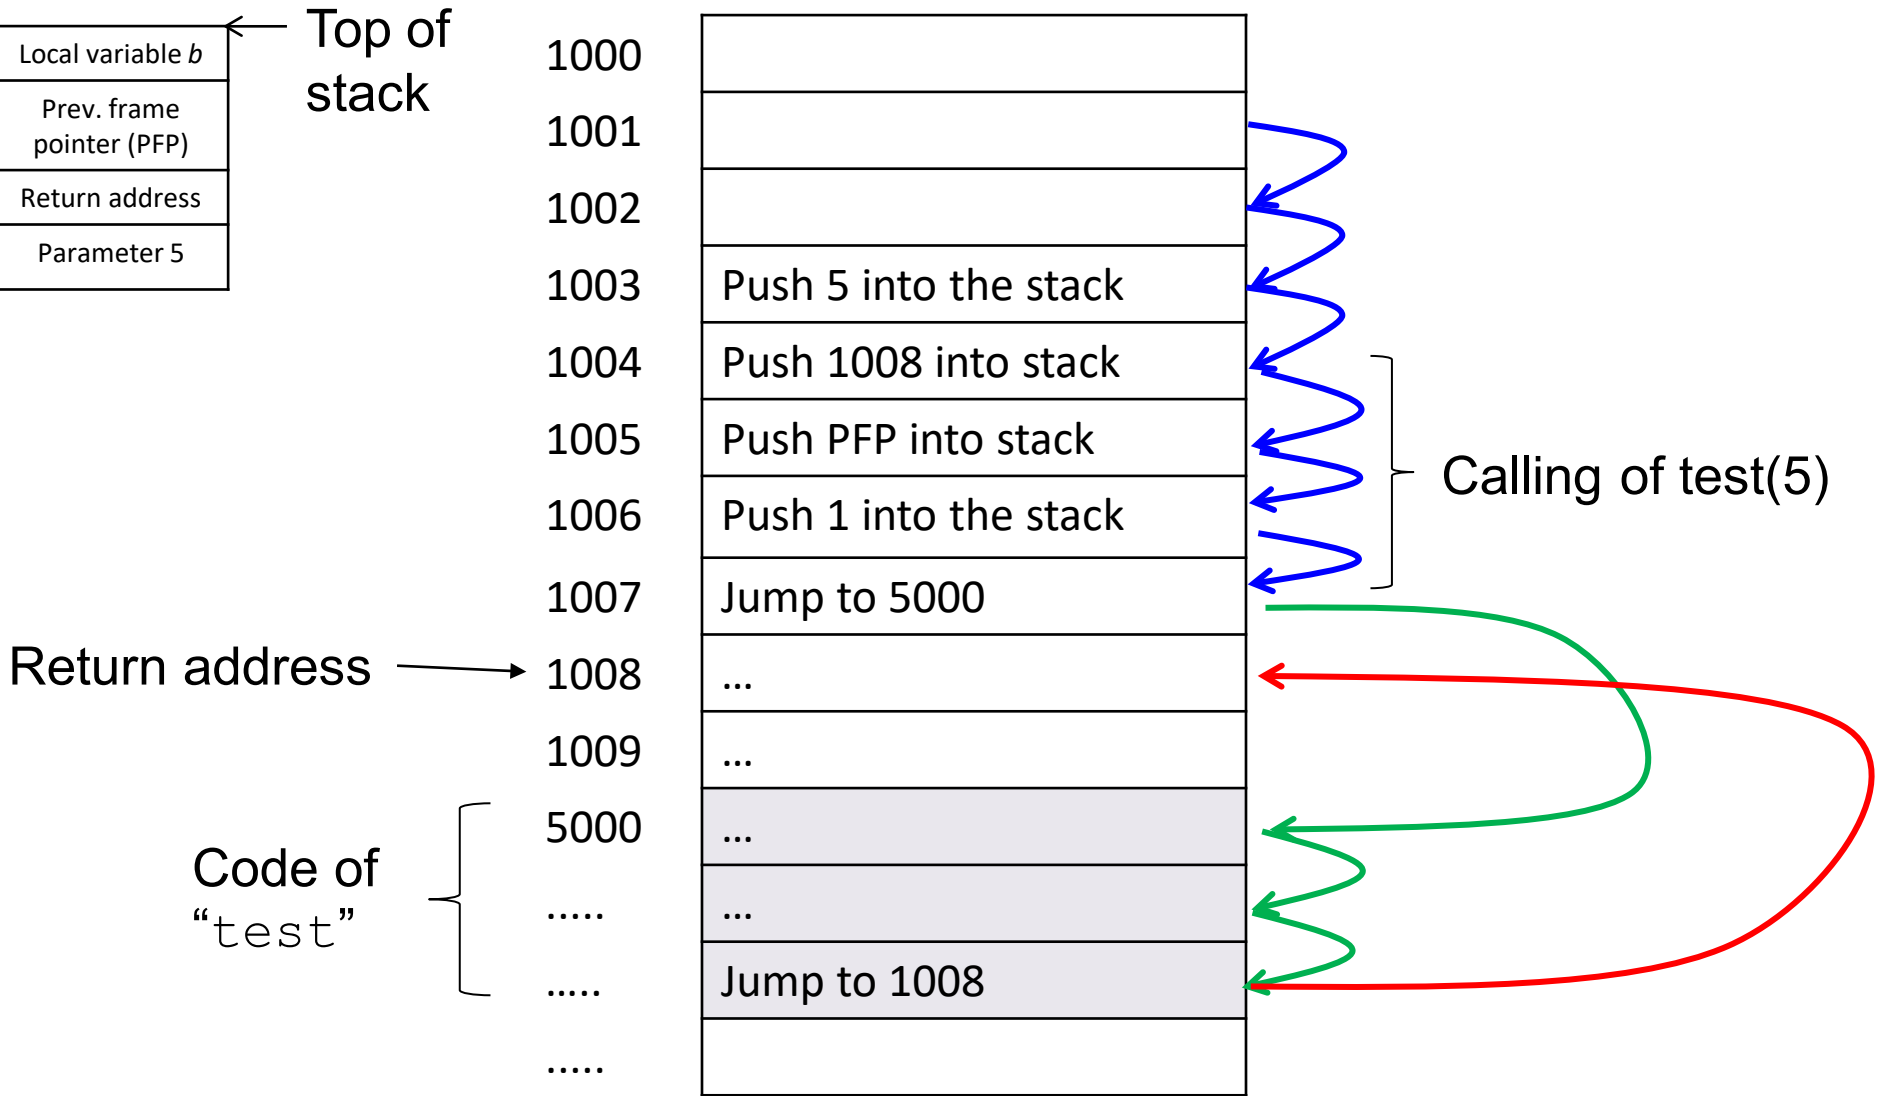 Local variable b
Prev. frame
pointer (PFP)
Return address
Parameter 5
Top of
stack
1000
1001
1002
1003 Push 5 into the stack
1004 Push 1008 into stack
1005 Push PFP into stack
1006 Push 1 into the stack
1007 Jump to 5000
Calling of test(5)
Return address
1008 ...
1009 ...
5000 ...
..... ...
..... Jump to 1008
.....
Code of
“test”